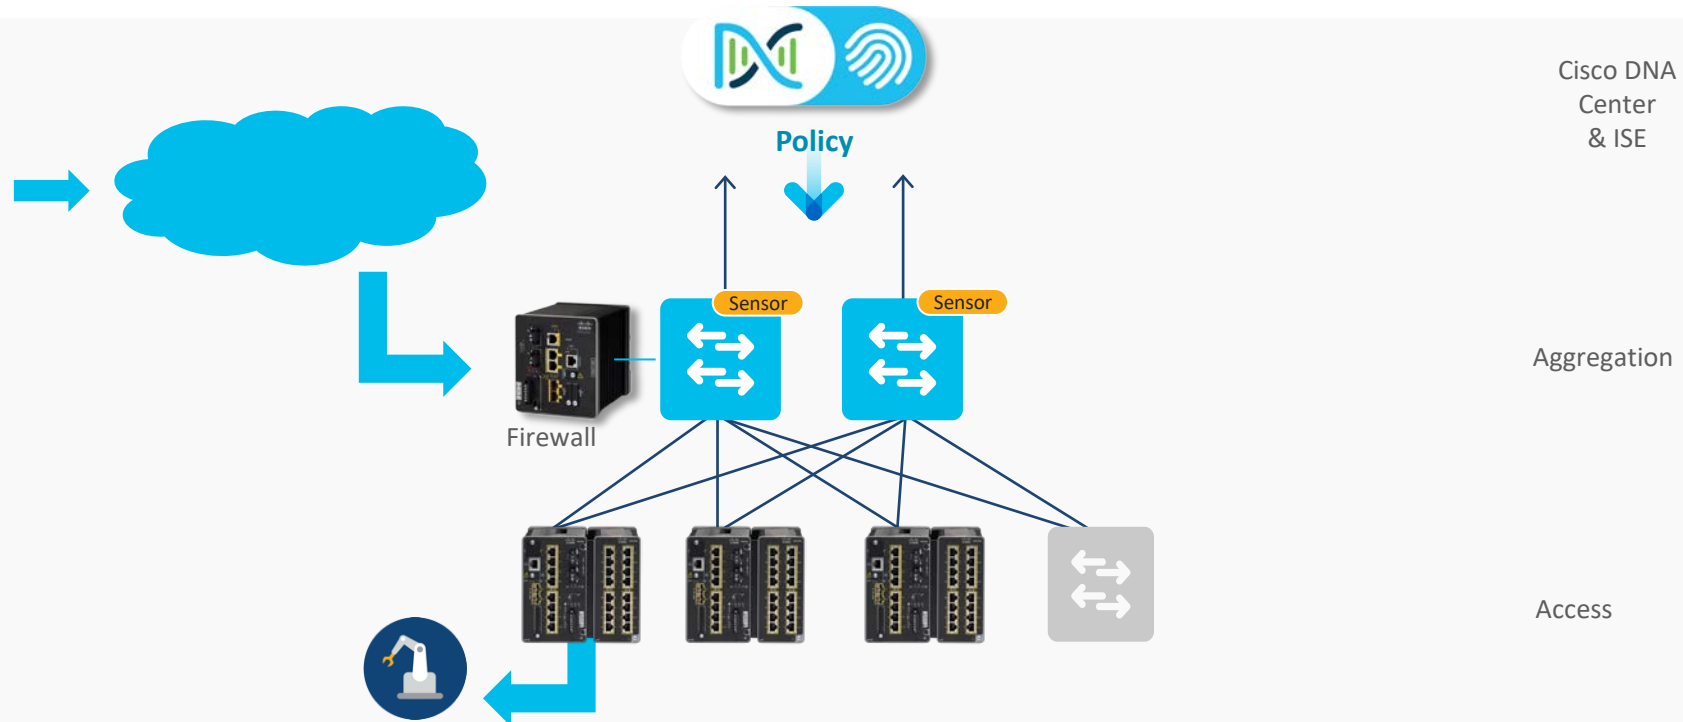 Cisco DNA
Center
& ISE
Policy
Sensor
Sensor
Aggregation
Firewall
Access